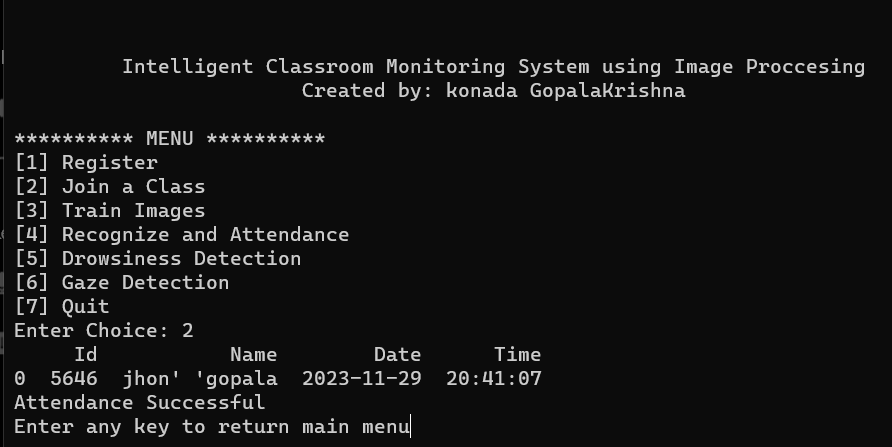 Intelligent Classroom Monitoring System using Image Proccesing
Created by: konada GopalaKrishna
********** MENU **********
[1] Register
[2] Join a Class
[3] Train Images
[4] Recognize and Attendance
[5] Drowsiness Detection
[6] Gaze Detection
[7] Quit
Enter Choice: 2
Id Name Date Time
0 5646 jhon' 'gopala 2023-11-29 20:41:07
Attendance Successful
Enter any key to return main menu